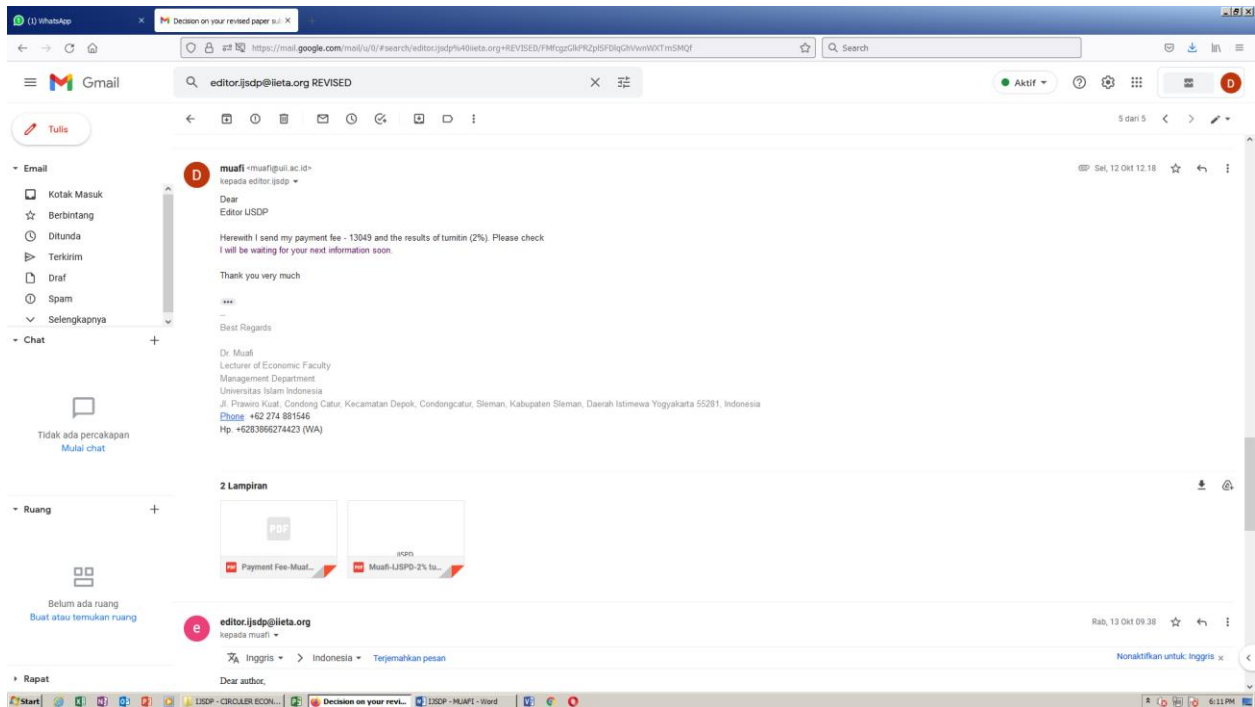 (1) WhatsApp
Decision on your revised paper sub
https://mail.google.com/mail/u/0/#search/editor.ijsdp%40iieta.org+REVISED/
Search
Gmail
editor.ijsdp@iieta.org REVISED
Aktif
D
Tulis
5 dari 5
Email
Kotak Masuk
Berbintang
Ditunda
Terkirim
Draf
Spam
Selengkapnya
Chat
Tidak ada percakapan
Mulai chat
Ruang
Belum ada ruang
Buat atau temukan ruang
Rapat
D
muafi <muafi@uii.ac.id>
Sel, 12 Okt 12.18
kepada editor.ijsdp
Dear
Editor IJSDP
Herewith I send my payment fee - 13049 and the results of turnitin (2%). Please check
I will be waiting for your next information soon.
Thank you very much
...
--
Best Regards
Dr. Muafi
Lecturer of Economic Faculty
Management Department
Universitas Islam Indonesia
Jl. Prawiro Kuat, Condong Catur, Kecamatan Depok, Condongcatur, Sleman, Kabupaten Sleman, Daerah Istimewa Yogyakarta 55281, Indonesia
Phone: +62 274 881546
Hp. +6283866274423 (WA)
2 Lampiran
PDF
IJSPD
PDF Payment Fee-Muaf...
PDF Muafi-IJSPD-2% tu...
e
editor.ijsdp@iieta.org
Rab, 13 Okt 09.38
kepada muafi
Inggris > Indonesia Terjemahkan pesan
Nonaktifkan untuk: Inggris x
Dear author,
Start
IJSDP - CIRCULER ECON...
Decision on your revi...
IJSDP - MUAFI - Word
6:11 PM